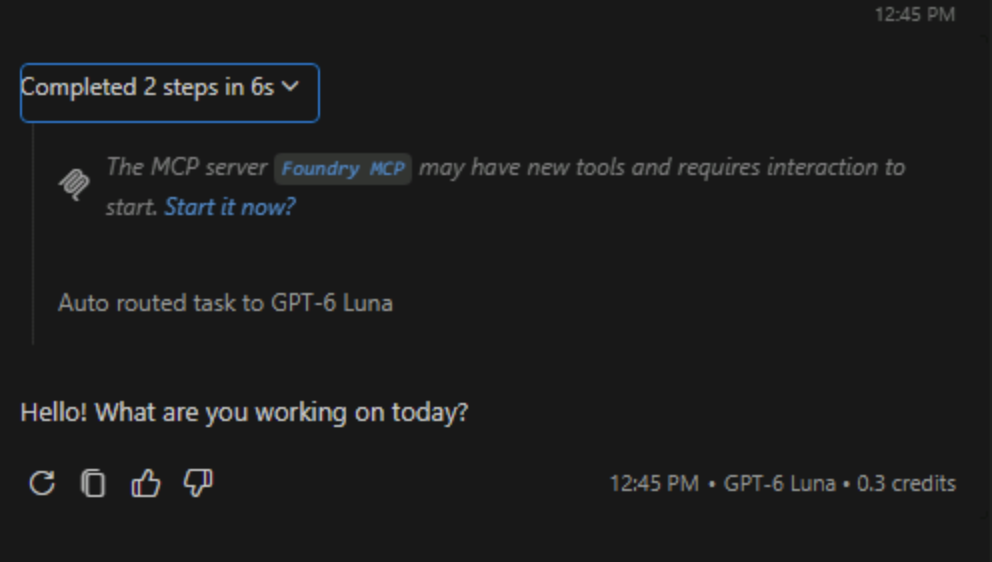 12:45 PM
Completed 2 steps in 6s
The MCP server Foundry MCP may have new tools and requires interaction to
start. Start it now?
Auto routed task to GPT-6 Luna
Hello! What are you working on today?
12:45 PM • GPT-6 Luna • 0.3 credits